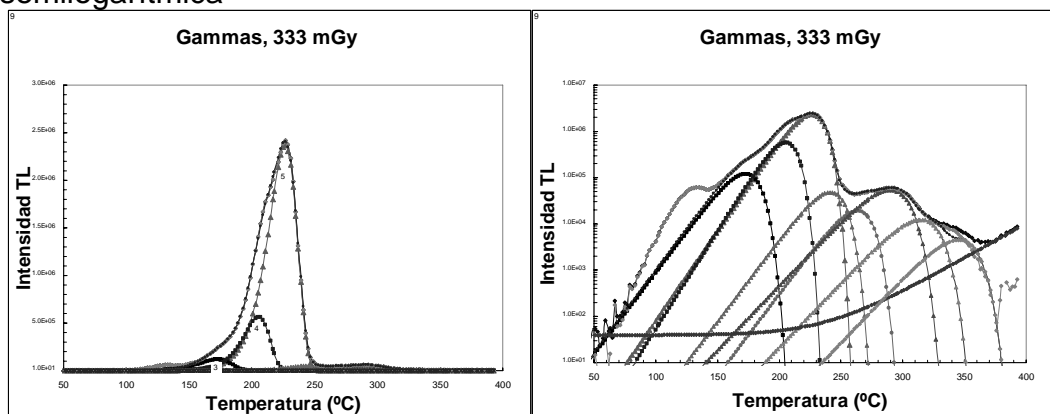 semilogarítmica
9
Gammas, 333 mGy
3.0E+06
2.5E+06
2.0E+06
1.5E+06
1.0E+06
5.0E+05
1.0E+01
Intensidad TL
5
4
3
50 100 150 200 250 300 350 400
Temperatura (ºC)
9
Gammas, 333 mGy
1.0E+07
1.0E+06
1.0E+05
1.0E+04
1.0E+03
1.0E+02
1.0E+01
Intensidad TL
50 100 150 200 250 300 350 400
Temperatura (ºC)